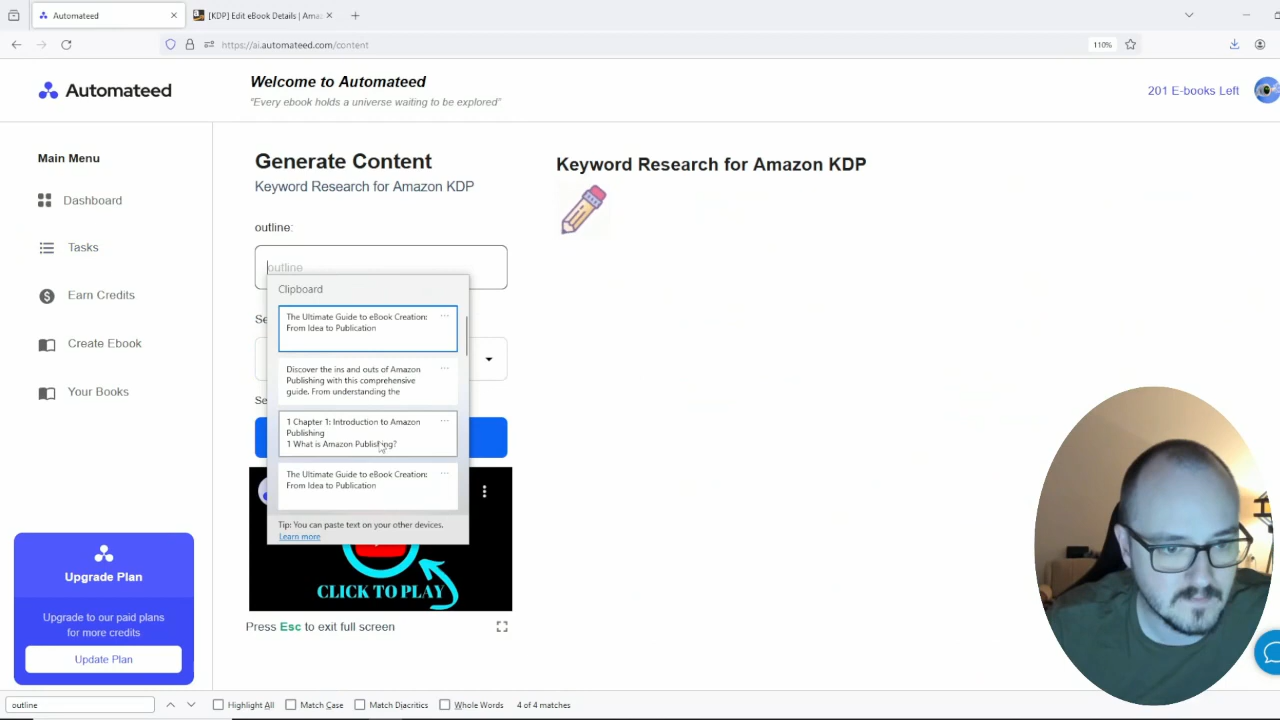 Automateed
[KDP] Edit eBook Details | Amaz
https://ai.automateed.com/content
110%
Automateed
Welcome to Automateed
"Every ebook holds a universe waiting to be explored"
201 E-books Left
Main Menu
Dashboard
Tasks
Earn Credits
Create Ebook
Your Books
Upgrade Plan
Upgrade to our paid plans
for more credits
Update Plan
Generate Content
Keyword Research for Amazon KDP
outline:
outline
Se
Se
Clipboard
The Ultimate Guide to eBook Creation:
From Idea to Publication
Discover the ins and outs of Amazon
Publishing with this comprehensive
guide. From understanding the
1 Chapter 1: Introduction to Amazon
Publishing
1 What is Amazon Publishing?
The Ultimate Guide to eBook Creation:
From Idea to Publication
Tip: You can paste text on your other devices.
Learn more
CLICK TO PLAY
Press Esc to exit full screen
Keyword Research for Amazon KDP
outline
Highlight All
Match Case
Match Diacritics
Whole Words
4 of 4 matches